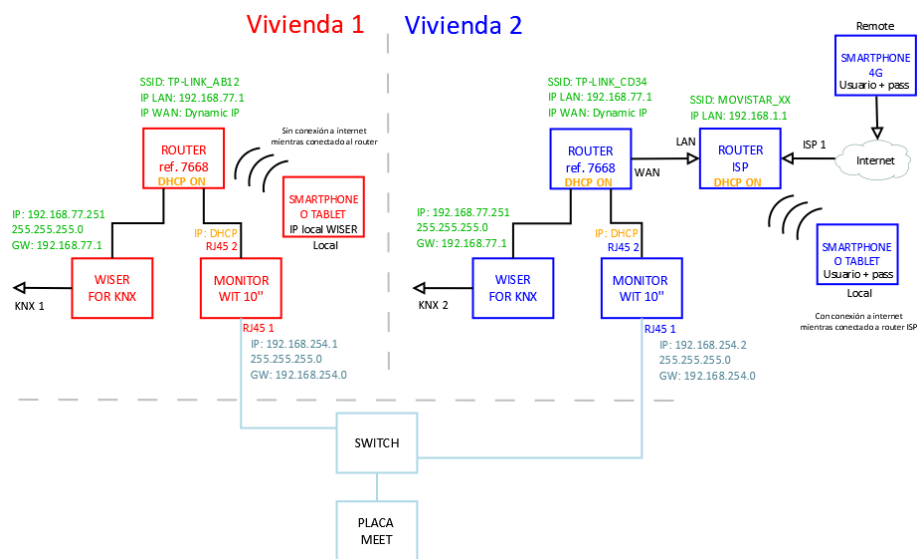 Vivienda 1
Vivienda 2
Remote
SMARTPHONE
4G
Usuario + pass
SSID: TP-LINK_AB12
IP LAN: 192.168.77.1
IP WAN: Dynamic IP
Sin conexión a internet
mientras conectado al router
ROUTER
ref. 7668
DHCP ON
SMARTPHONE
O TABLET
IP local WISER
Local
IP: 192.168.77.251
255.255.255.0
GW: 192.168.77.1
IP: DHCP
RJ45 2
WISER
FOR KNX
MONITOR
WIT 10"
KNX 1
RJ45 1
IP: 192.168.254.1
255.255.255.0
GW: 192.168.254.0
SSID: TP-LINK_CD34
IP LAN: 192.168.77.1
IP WAN: Dynamic IP
SSID: MOVISTAR_XX
IP LAN: 192.168.1.1
ROUTER
ref. 7668
DHCP ON
LAN
WAN
ROUTER
ISP
DHCP ON
ISP 1
Internet
IP: 192.168.77.251
255.255.255.0
GW: 192.168.77.1
IP: DHCP
RJ45 2
SMARTPHONE
O TABLET
Usuario + pass
Local
WISER
FOR KNX
MONITOR
WIT 10"
KNX 2
Con conexión a internet
mientras conectado a router ISP
RJ45 1
IP: 192.168.254.2
255.255.255.0
GW: 192.168.254.0
SWITCH
PLACA
MEET